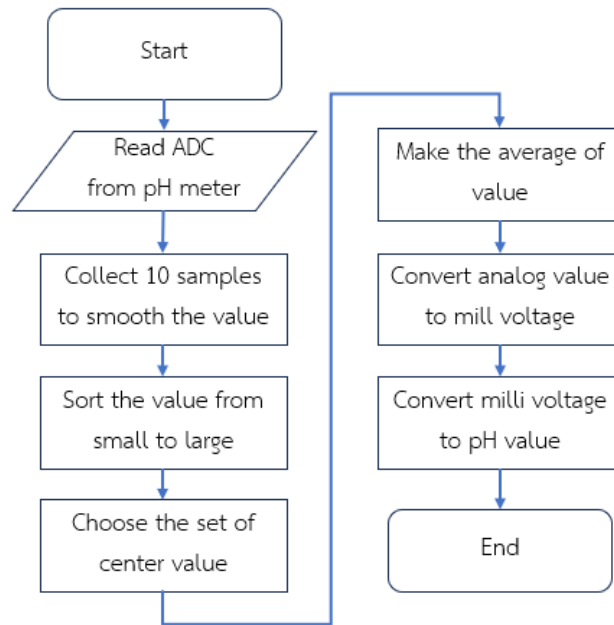 Start
Read ADC
from pH meter
Collect 10 samples
to smooth the value
Sort the value from
small to large
Choose the set of
center value
Make the average of
value
Convert analog value
to mill voltage
Convert milli voltage
to pH value
End